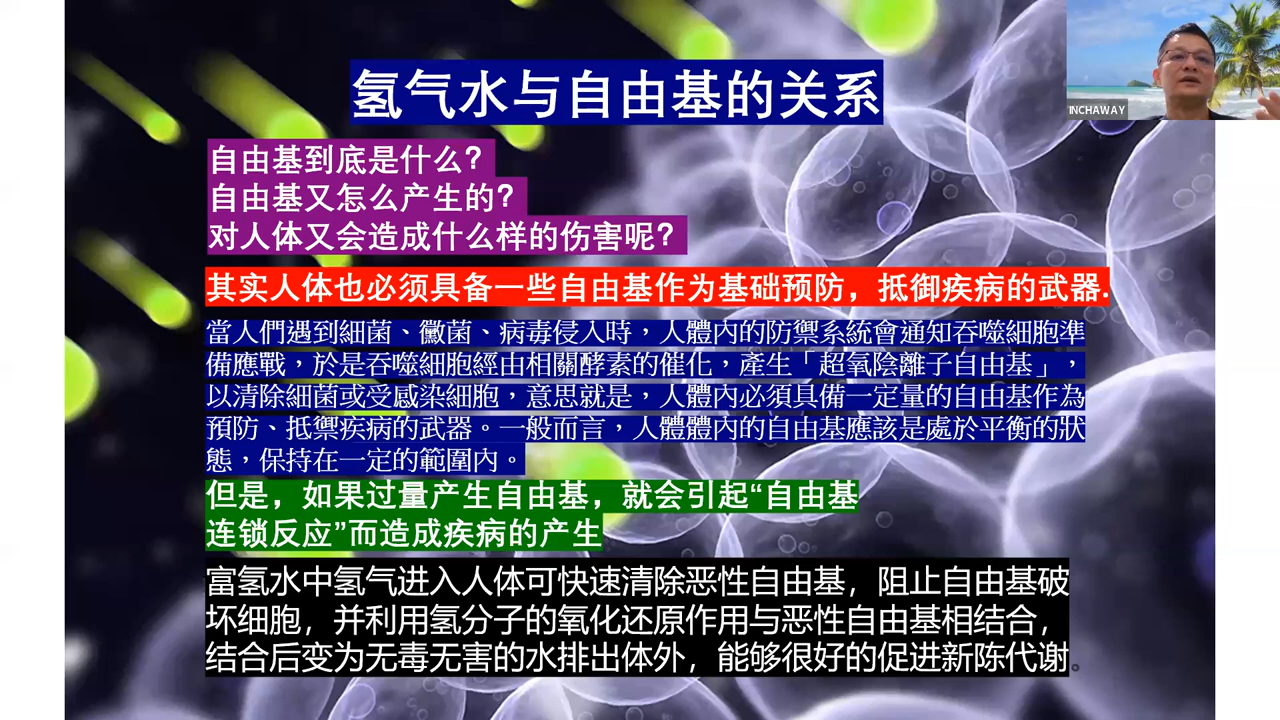 氢气水与自由基的关系
INCHAWAY
自由基到底是什么?
自由基又怎么产生的?
对人体又会造成什么样的伤害呢?
其实人体也必须具备一些自由基作为基础预防，抵御疾病的武器.
當人們遇到細菌、黴菌、病毒侵入時，人體內的防禦系統會通知吞噬細胞準
備應戰，於是吞噬細胞經由相關酵素的催化，產生「超氧陰離子自由基」，
以清除細菌或受感染細胞，意思就是，人體內必須具備一定量的自由基作為
預防、抵禦疾病的武器。一般而言，人體體內的自由基應該是處於平衡的狀
態，保持在一定的範圍內。
但是，如果过量产生自由基，就会引起“自由基
连锁反应”而造成疾病的产生
富氢水中氢气进入人体可快速清除恶性自由基，阻止自由基破
坏细胞，并利用氢分子的氧化还原作用与恶性自由基相结合，
结合后变为无毒无害的水排出体外，能够很好的促进新陈代谢。